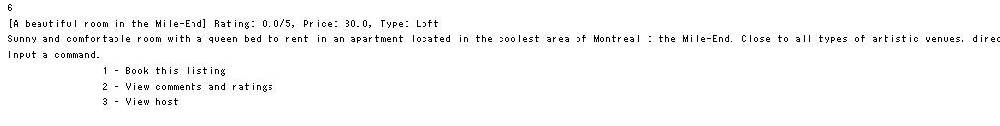 6
[A beautiful room in the Mile-End] Rating: 0.0/5, Price: 30.0, Type: Loft
Sunny and comfortable room with a queen bed to rent in an apartment located in the coolest area of Montreal : the Mile-End. Close to all types of artistic venues, direc
Input a command.
1 - Book this listing
2 - View comments and ratings
3 - View host